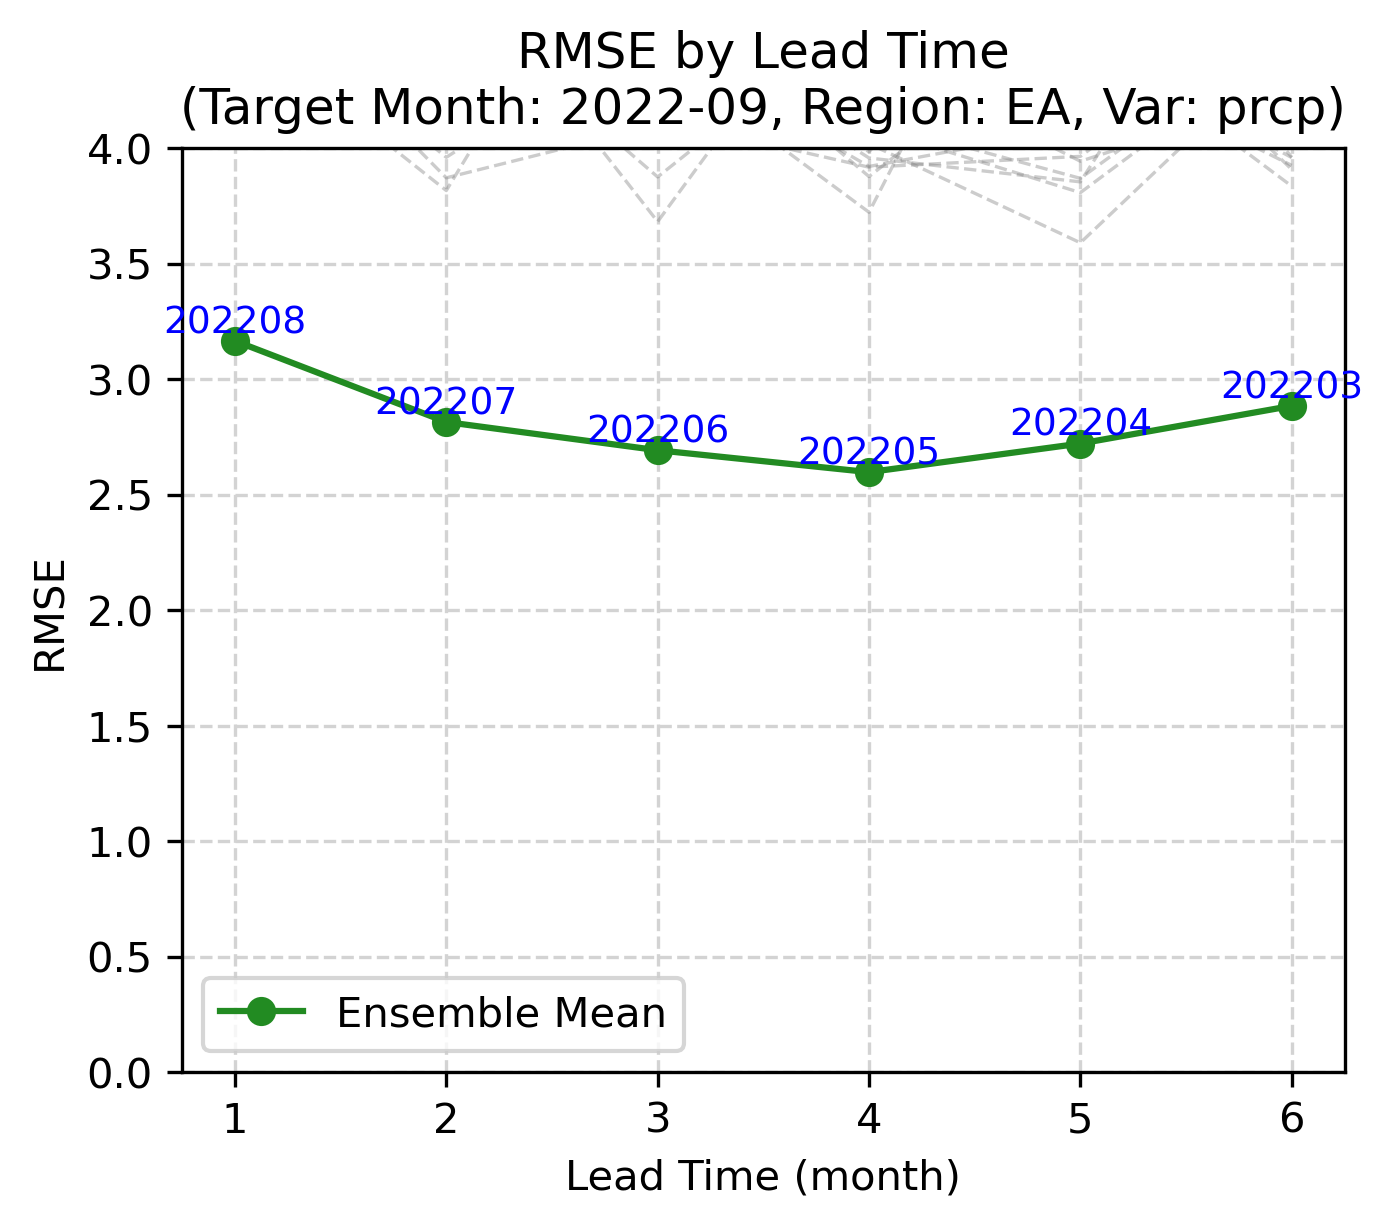 RMSE by Lead Time
(Target Month: 2022-09, Region: EA, Var: prcp)
4.0
3.5
3.0
2.5
2.0
1.5
1.0
0.5
0.0
RMSE
202208
202207
202206
202205
202204
202203
Ensemble Mean
1 2 3 4 5 6
Lead Time (month)